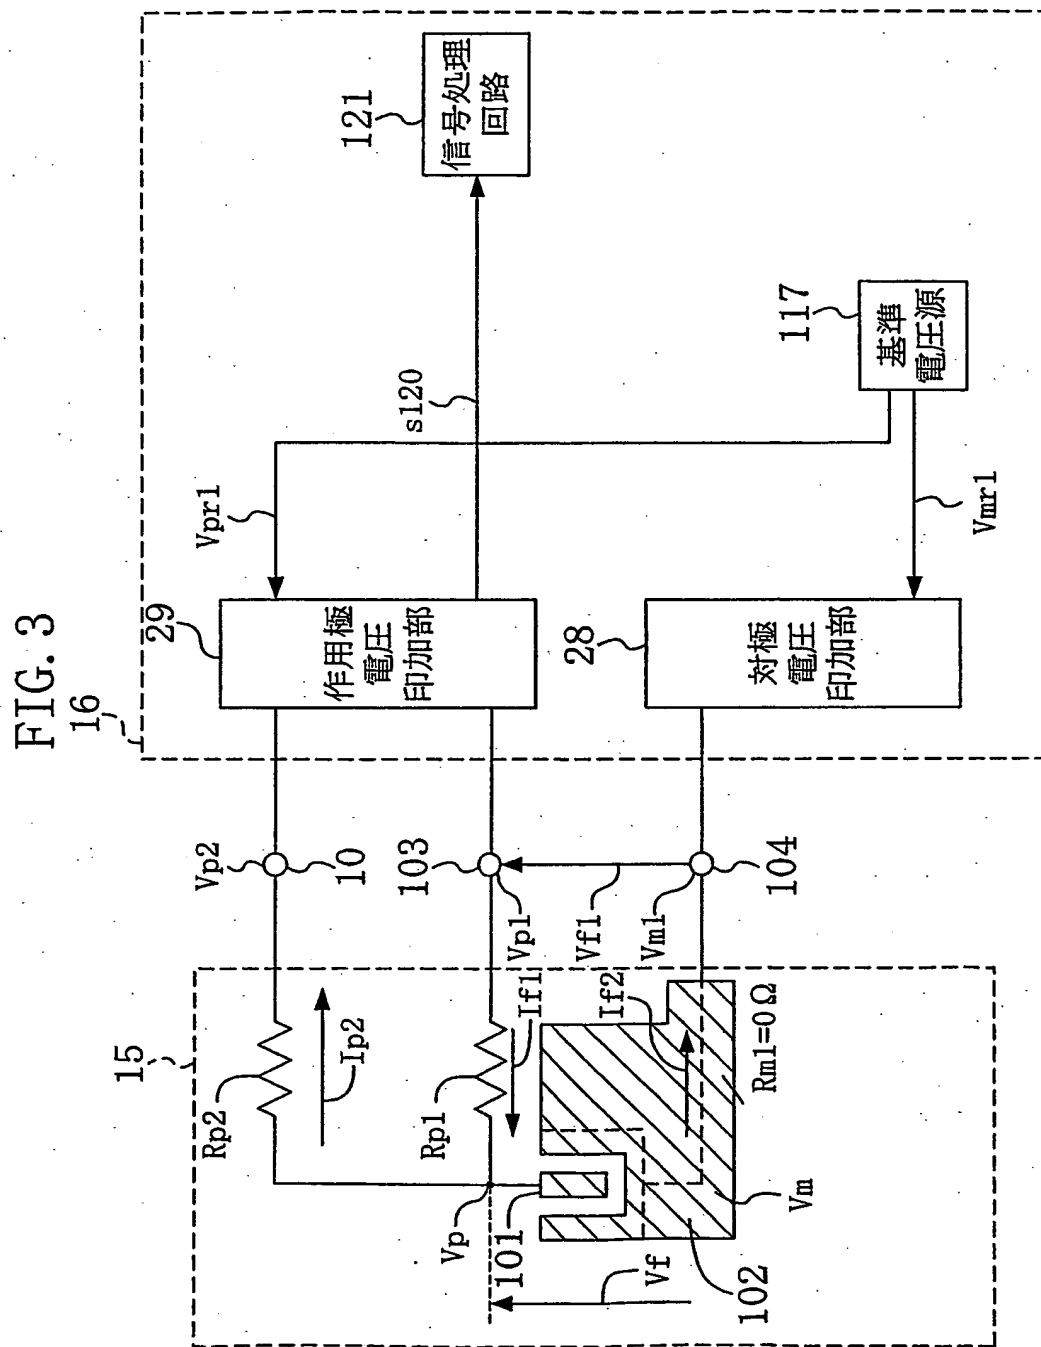 FIG. 3
16
15
29
作用極
電圧
印加部
28
対極
電圧
印加部
121
信号処理
回路
117
基準
電圧源
Vpr1
s120
Vmr1
Vp2
10
103
Vp1
Vf1
Vm1
104
Rp2
Ip2
Rp1
If1
If2
Rm1=0Ω
Vp
101
Vf
102
Vm